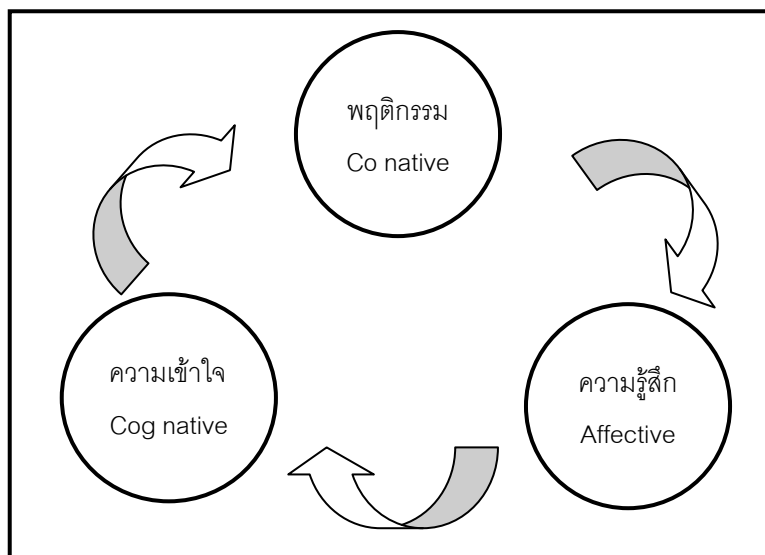 พฤติกรรม
Co native
ความเข้าใจ
Cog native
ความรู้สึก
Affective